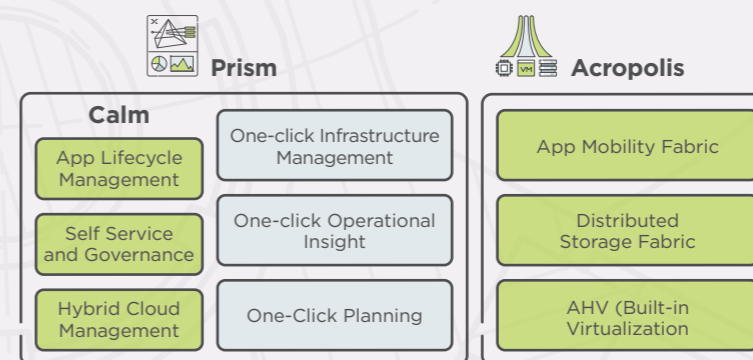 Prism
Acropolis
Calm
App Lifecycle
Management
Self Service
and Governance
Hybrid Cloud
Management
One-click Infrastructure
Management
One-click Operational
Insight
One-Click Planning
App Mobility Fabric
Distributed
Storage Fabric
AHV (Built-in
Virtualization
VM